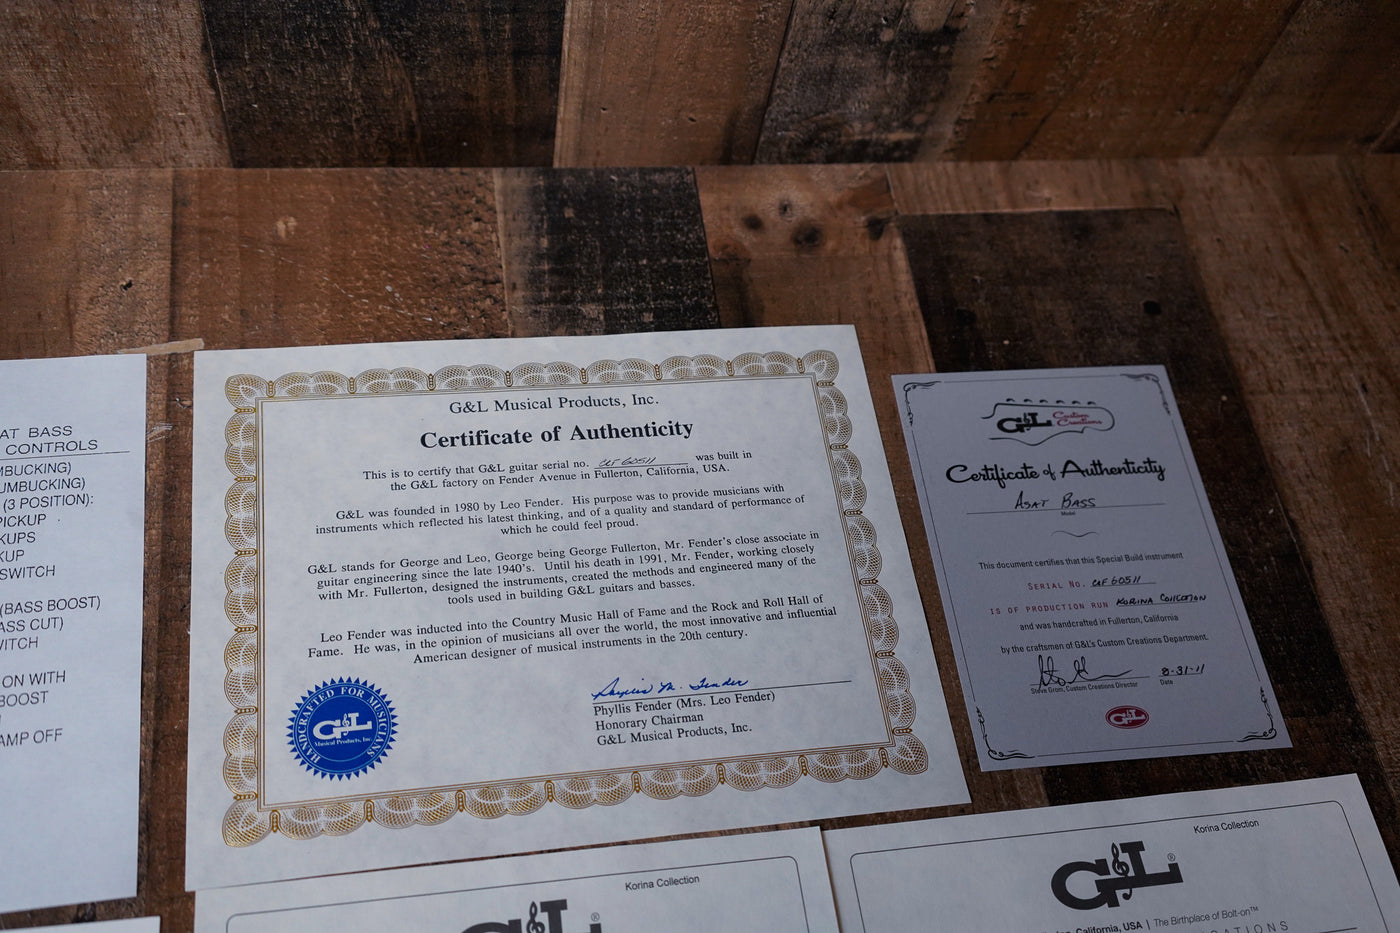 AT BASS
CONTROLS
MBUCKING)
UMBUCKING)
(3 POSITION):
PICKUP
KUPS
KUP
SWITCH
(BASS BOOST)
ASS CUT)
WITCH
ON WITH
BOOST
AMP OFF
G&L Musical Products, Inc.
Certificate of Authenticity
This is to certify that G&L guitar serial no. CLF60511 was built in
the G&L factory on Fender Avenue in Fullerton, California, USA.
G&L was founded in 1980 by Leo Fender. His purpose was to provide musicians with
instruments which reflected his latest thinking, and of a quality and standard of performance of
which he could feel proud.
G&L stands for George and Leo, George being George Fullerton, Mr. Fender's close associate in
guitar engineering since the late 1940's. Until his death in 1991, Mr. Fender, working closely
with Mr. Fullerton, designed the instruments, created the methods and engineered many of the
tools used in building G&L guitars and basses.
Leo Fender was inducted into the Country Music Hall of Fame and the Rock and Roll Hall of
Fame. He was, in the opinion of musicians all over the world, the most innovative and influential
American designer of musical instruments in the 20th century.
HANDCRAFTED FOR MUSICIANS
G&L
Musical Products, Inc.
Phyllis M. Fender
Phyllis Fender (Mrs. Leo Fender)
Honorary Chairman
G&L Musical Products, Inc.
G&L Custom
Creations
Certificate of Authenticity
ASAT BASS
Model
This document certifies that this Special Build instrument
SERIAL NO. CLF60511
IS OF PRODUCTION RUN KORINA COLLECTION
and was handcrafted in Fullerton, California
by the craftsmen of G&L's Custom Creations Department.
8-31-11
Steve Grom, Custom Creations Director
Date
G&L
Korina Collection
G&L®
Korina Collection
G&L®
California, USA | The Birthplace of Bolt-on™